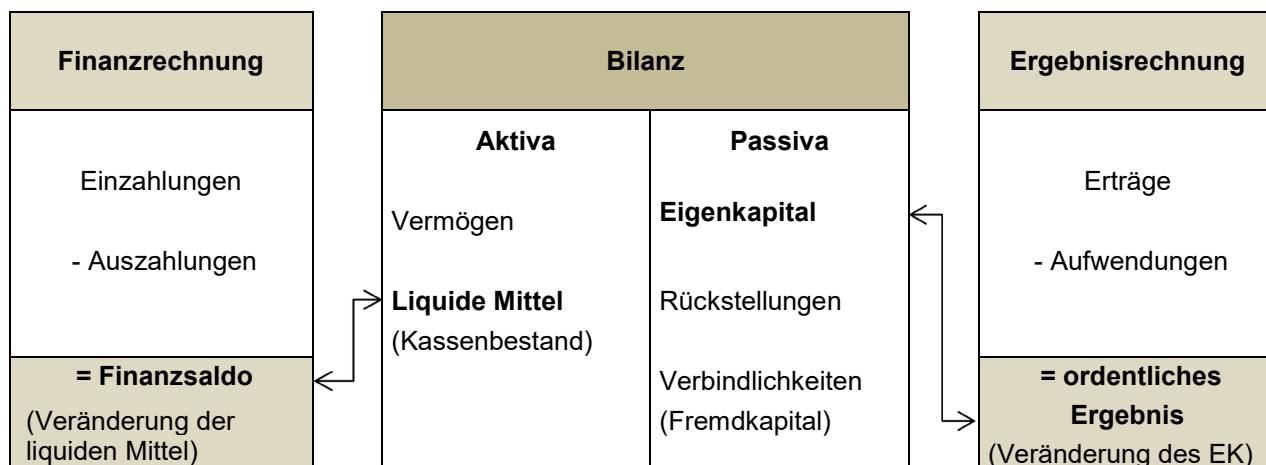 Finanzrechnung
Einzahlungen
- Auszahlungen
= Finanzsaldo
(Veränderung der
liquiden Mittel)
Bilanz
Aktiva
Vermögen
Liquide Mittel
(Kassenbestand)
Passiva
Eigenkapital
Rückstellungen
Verbindlichkeiten
(Fremdkapital)
Ergebnisrechnung
Erträge
- Aufwendungen
= ordentliches
Ergebnis
(Veränderung des EK)